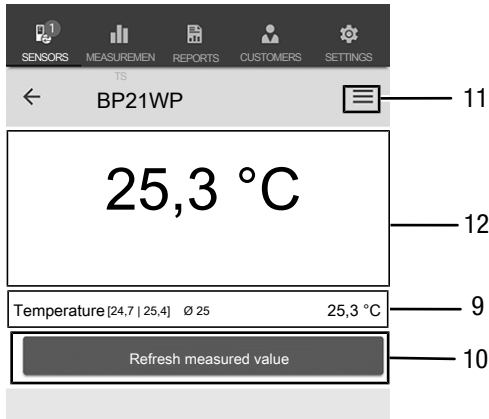 1
SENSORS MEASUREMEN REPORTS CUSTOMERS SETTINGS
TS
BP21WP 11
25,3 °C
12
Temperature [24,7 | 25,4] Ø 25 25,3 °C 9
Refresh measured value 10